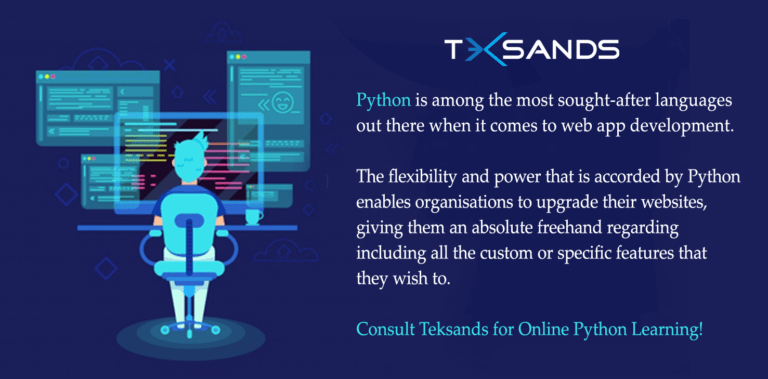 TEKSANDS
Python is among the most sought-after languages
out there when it comes to web app development.
The flexibility and power that is accorded by Python
enables organisations to upgrade their websites,
giving them an absolute freehand regarding
including all the custom or specific features that
they wish to.
Consult Teksands for Online Python Learning!